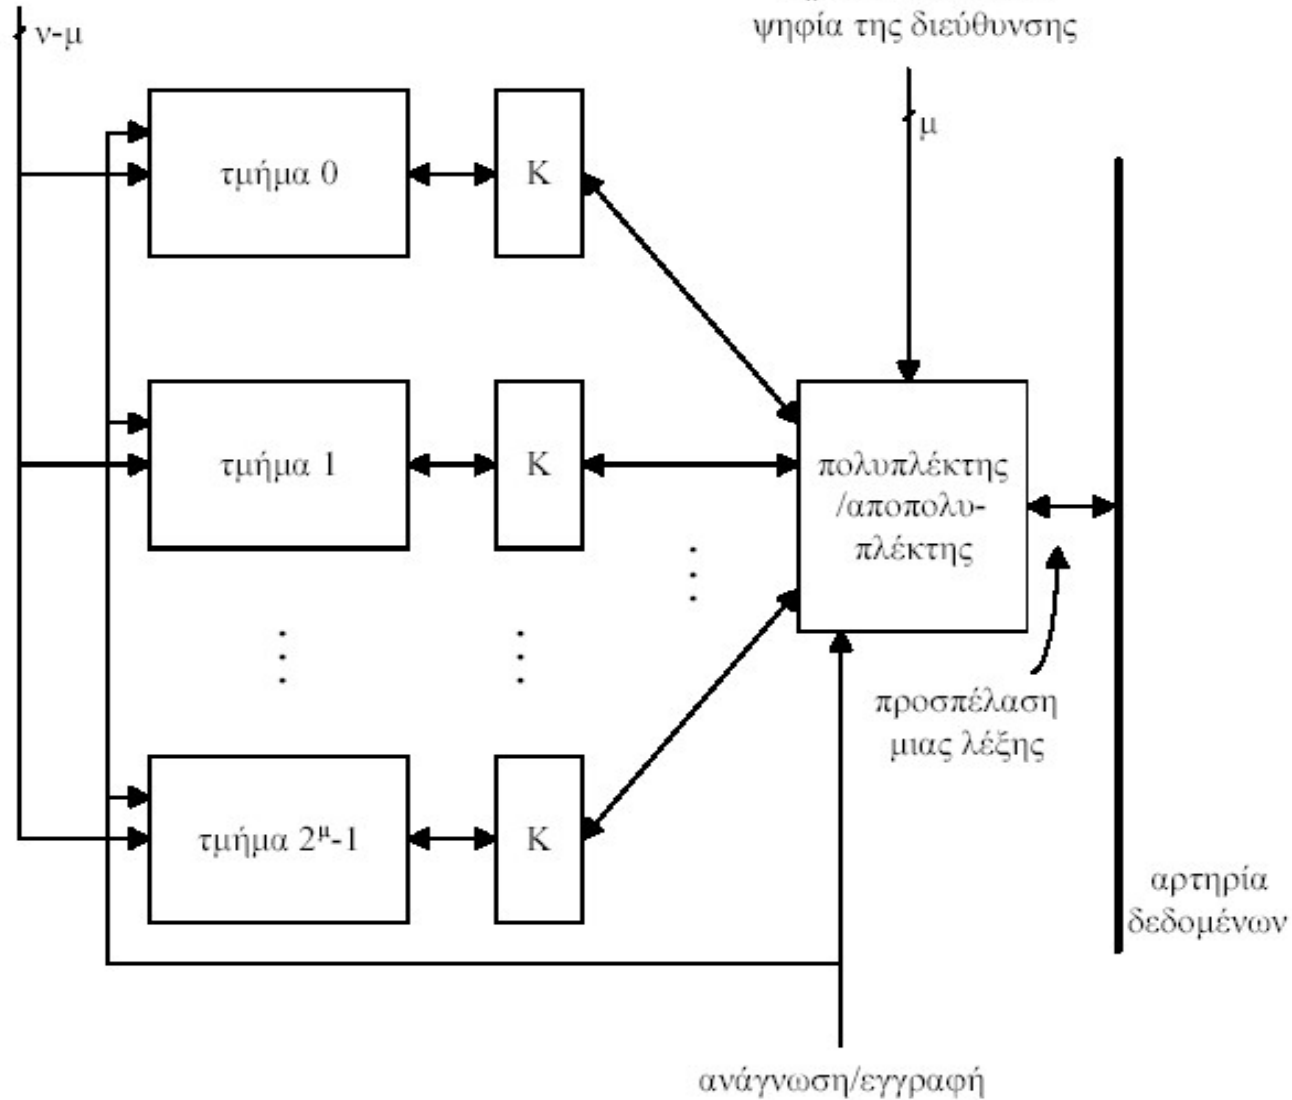 ψηφία της διεύθυνσης
ν-μ
μ
τμήμα 0
Κ
τμήμα 1
Κ
πολυπλέκτης
/αποπολυ-
πλέκτης
προσπέλαση
μιας λέξης
τμήμα 2μ-1
Κ
αρτηρία
δεδομένων
ανάγνωση/εγγραφή